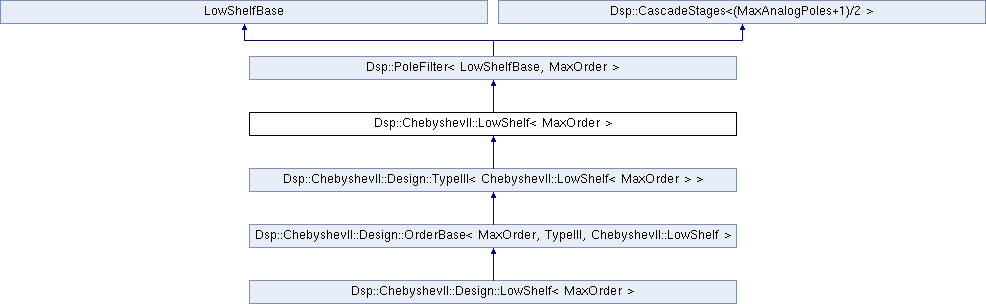 LowShelfBase
Dsp::CascadeStages<(MaxAnalogPoles+1)/2 >
Dsp::PoleFilter< LowShelfBase, MaxOrder >
Dsp::ChebyshevII::LowShelf< MaxOrder >
Dsp::ChebyshevII::Design::TypeIII< ChebyshevII::LowShelf< MaxOrder > >
Dsp::ChebyshevII::Design::OrderBase< MaxOrder, TypeIII, ChebyshevII::LowShelf >
Dsp::ChebyshevII::Design::LowShelf< MaxOrder >